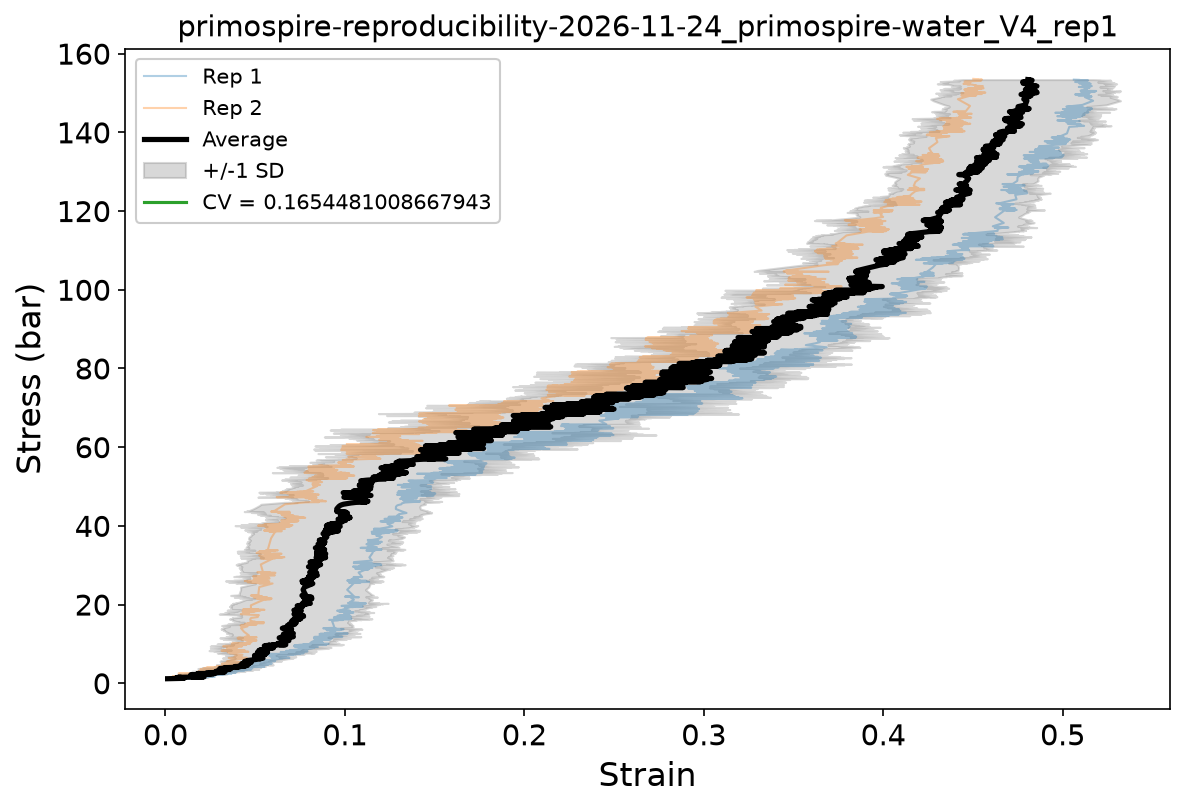 primospire-reproducibility-2026-11-24_primospire-water_V4_rep1
Rep 1
Rep 2
Average
+/-1 SD
CV = 0.1654481008667943
Stress (bar)
160
140
120
100
80
60
40
20
0
0.0 0.1 0.2 0.3 0.4 0.5
Strain